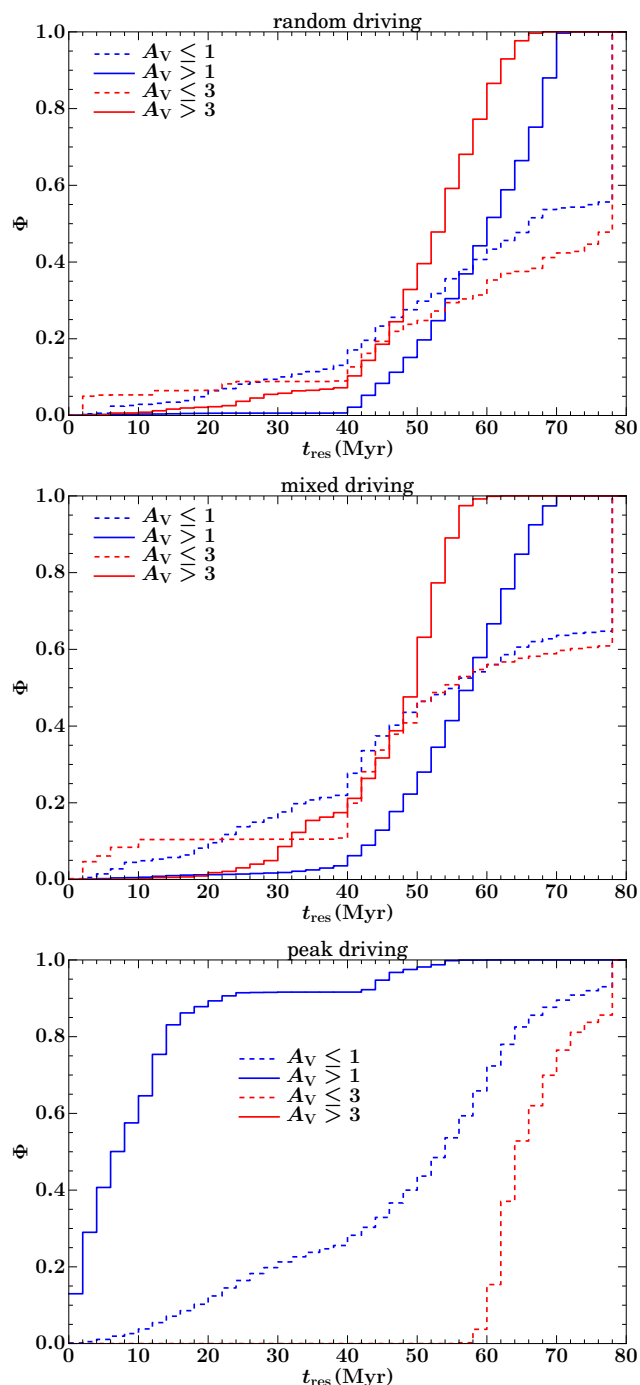 random driving
1.0
0.8
0.6
0.4
0.2
0.0
Φ
A_V ≤ 1
A_V > 1
A_V ≤ 3
A_V > 3
0 10 20 30 40 50 60 70 80
t_res (Myr)
mixed driving
1.0
0.8
0.6
0.4
0.2
0.0
Φ
A_V ≤ 1
A_V > 1
A_V ≤ 3
A_V > 3
0 10 20 30 40 50 60 70 80
t_res (Myr)
peak driving
1.0
0.8
0.6
0.4
0.2
0.0
Φ
A_V ≤ 1
A_V > 1
A_V ≤ 3
A_V > 3
0 10 20 30 40 50 60 70 80
t_res (Myr)